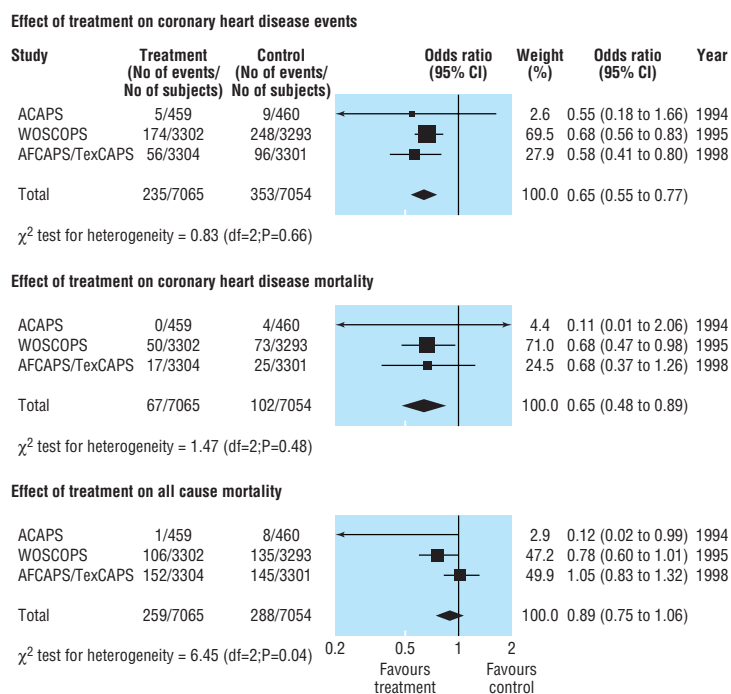 Effect of treatment on coronary heart disease events
Study Treatment Control Odds ratio Weight Odds ratio Year
(No of events/ (No of events/ (95% CI) (%) (95% CI)
No of subjects) No of subjects)
ACAPS 5/459 9/460 2.6 0.55 (0.18 to 1.66) 1994
WOSCOPS 174/3302 248/3293 69.5 0.68 (0.56 to 0.83) 1995
AFCAPS/TexCAPS 56/3304 96/3301 27.9 0.58 (0.41 to 0.80) 1998
Total 235/7065 353/7054 100.0 0.65 (0.55 to 0.77)
χ² test for heterogeneity = 0.83 (df=2;P=0.66)
Effect of treatment on coronary heart disease mortality
ACAPS 0/459 4/460 4.4 0.11 (0.01 to 2.06) 1994
WOSCOPS 50/3302 73/3293 71.0 0.68 (0.47 to 0.98) 1995
AFCAPS/TexCAPS 17/3304 25/3301 24.5 0.68 (0.37 to 1.26) 1998
Total 67/7065 102/7054 100.0 0.65 (0.48 to 0.89)
χ² test for heterogeneity = 1.47 (df=2;P=0.48)
Effect of treatment on all cause mortality
ACAPS 1/459 8/460 2.9 0.12 (0.02 to 0.99) 1994
WOSCOPS 106/3302 135/3293 47.2 0.78 (0.60 to 1.01) 1995
AFCAPS/TexCAPS 152/3304 145/3301 49.9 1.05 (0.83 to 1.32) 1998
Total 259/7065 288/7054 100.0 0.89 (0.75 to 1.06)
χ² test for heterogeneity = 6.45 (df=2;P=0.04)
0.2 0.5 1 2
Favours Favours
treatment control